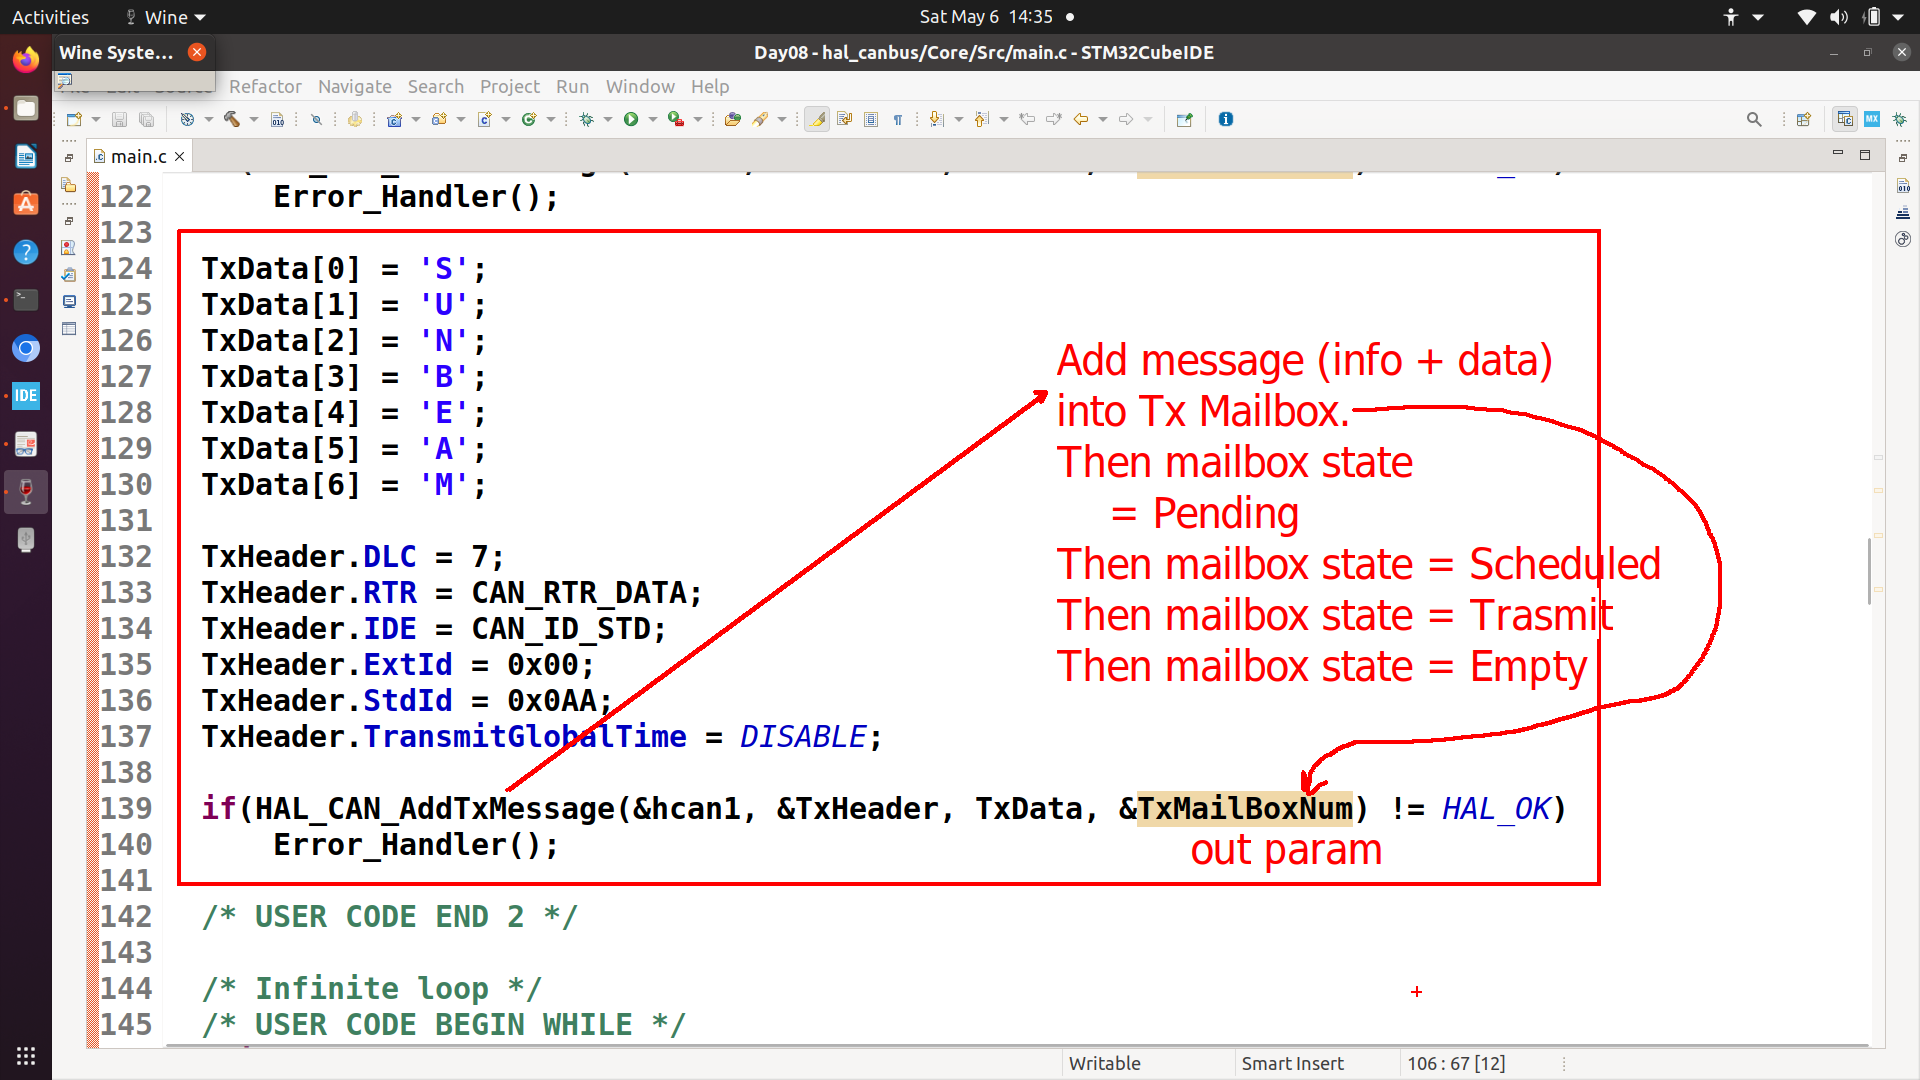 Activities
Wine
Sat May 6 14:35
Wine Syste...
Day08 - hal_canbus/Core/Src/main.c - STM32CubeIDE
Refactor Navigate Search Project Run Window Help
main.c
122 Error_Handler();
123
124 TxData[0] = 'S';
125 TxData[1] = 'U';
126 TxData[2] = 'N';
127 TxData[3] = 'B';
128 TxData[4] = 'E';
129 TxData[5] = 'A';
130 TxData[6] = 'M';
131
132 TxHeader.DLC = 7;
133 TxHeader.RTR = CAN_RTR_DATA;
134 TxHeader.IDE = CAN_ID_STD;
135 TxHeader.ExtId = 0x00;
136 TxHeader.StdId = 0x0AA;
137 TxHeader.TransmitGlobalTime = DISABLE;
138
139 if(HAL_CAN_AddTxMessage(&hcan1, &TxHeader, TxData, &TxMailBoxNum) != HAL_OK)
140 Error_Handler();
141
142 /* USER CODE END 2 */
143
144 /* Infinite loop */
145 /* USER CODE BEGIN WHILE */
Add message (info + data)
into Tx Mailbox.
Then mailbox state
= Pending
Then mailbox state = Scheduled
Then mailbox state = Trasmit
Then mailbox state = Empty
out param
IDE
MX
Writable
Smart Insert
106 : 67 [12]